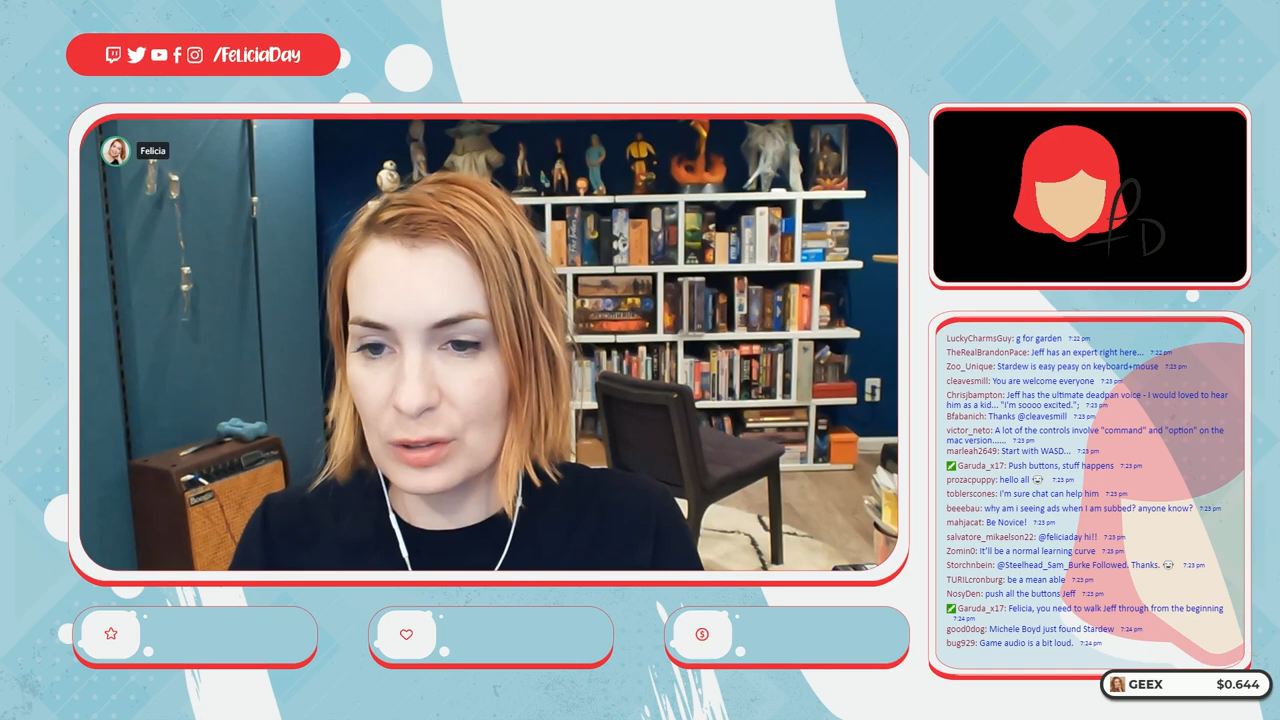 /FeLiciaDay
Felicia
LuckyCharmsGuy: g for garden 7:22 pm
TheRealBrandonPace: Jeff has an expert right here... 7:22 pm
Zoo_Unique: Stardew is easy peasy on keyboard+mouse 7:23 pm
cleavesmill: You are welcome everyone 7:23 pm
Chrisjbampton: Jeff has the ultimate deadpan voice - I would loved to hear
him as a kid... "I'm soooo excited."; 7:23 pm
Bfabanich: Thanks @cleavesmill 7:23 pm
victor_neto: A lot of the controls involve "command" and "option" on the
mac version...... 7:23 pm
marleah2649: Start with WASD... 7:23 pm
Garuda_x17: Push buttons, stuff happens 7:23 pm
prozacpuppy: hello all 7:23 pm
toblerscones: I'm sure chat can help him 7:23 pm
beeebau: why am i seeing ads when I am subbed? anyone know? 7:23 pm
mahjacat: Be Novice! 7:23 pm
salvatore_mikaelson22: @feliciaday hi!! 7:23 pm
Zomin0: It'll be a normal learning curve 7:23 pm
Storchnbein: @Steelhead_Sam_Burke Followed. Thanks. 7:23 pm
TURILcronburg: be a mean able 7:23 pm
NosyDen: push all the buttons Jeff 7:23 pm
Garuda_x17: Felicia, you need to walk Jeff through from the beginning
7:24 pm
good0dog: Michele Boyd just found Stardew 7:24 pm
bug929: Game audio is a bit loud. 7:24 pm
GEEX $0.644